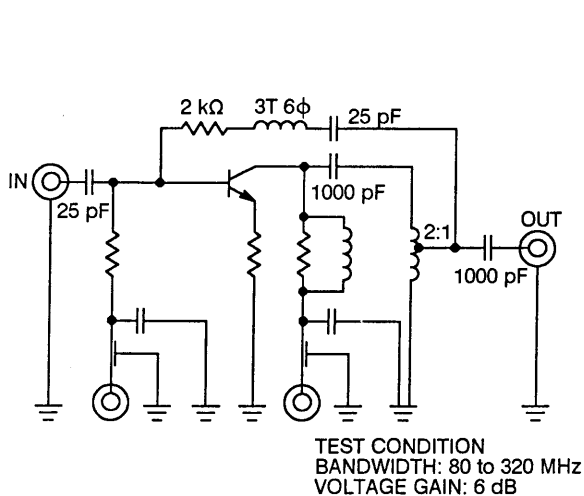 2 kΩ
3T 6ϕ
25 pF
IN
25 pF
1000 pF
2:1
OUT
1000 pF
TEST CONDITION
BANDWIDTH: 80 to 320 MHz
VOLTAGE GAIN: 6 dB